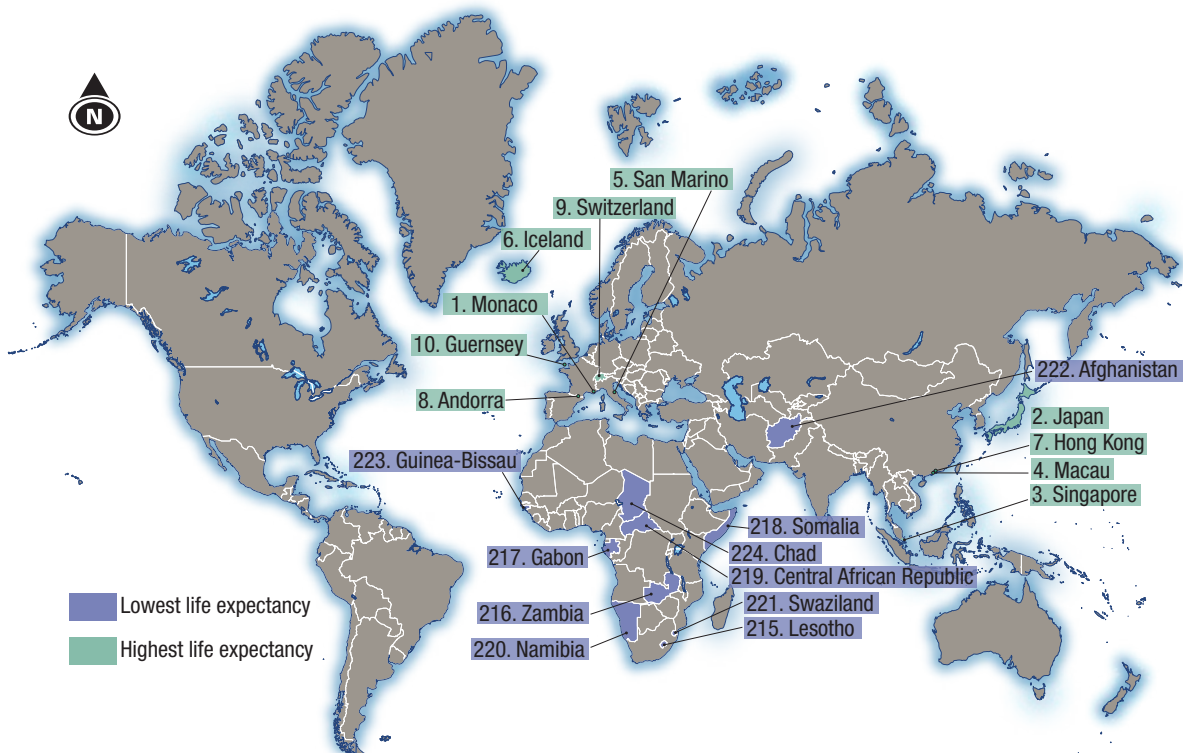 N
5. San Marino
9. Switzerland
6. Iceland
1. Monaco
10. Guernsey
8. Andorra
222. Afghanistan
2. Japan
7. Hong Kong
4. Macau
3. Singapore
223. Guinea-Bissau
218. Somalia
217. Gabon
224. Chad
219. Central African Republic
216. Zambia
221. Swaziland
220. Namibia
215. Lesotho
Lowest life expectancy
Highest life expectancy